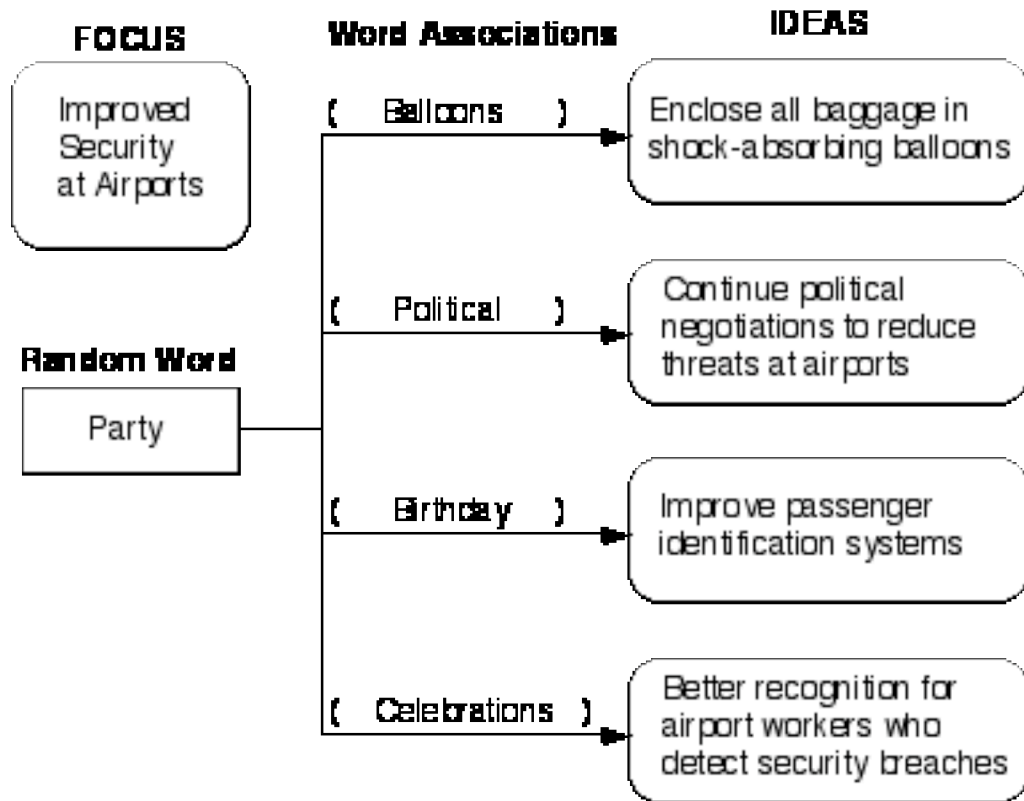 FOCUS
Improved
Security
at Airports
Random Word
Party
Word Associations
( Balloons )
( Political )
( Birthday )
( Celebrations )
IDEAS
Enclose all baggage in
shock-absorbing balloons
Continue political
negotiations to reduce
threats at airports
Improve passenger
identification systems
Better recognition for
airport workers who
detect security breaches